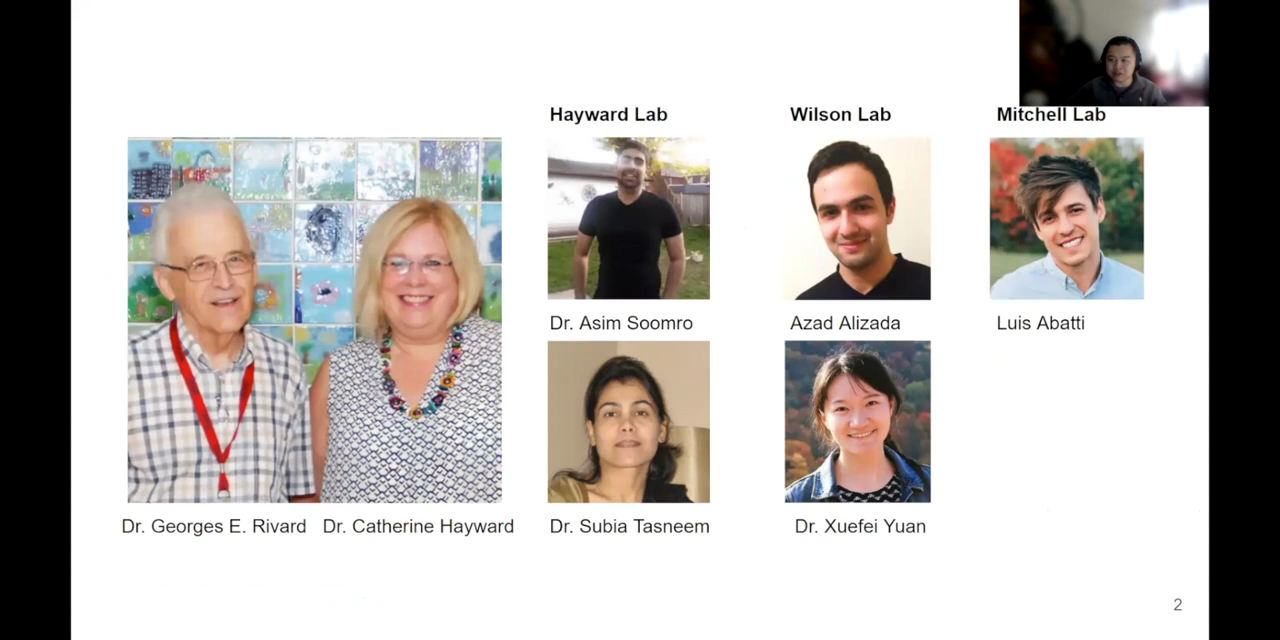 Hayward Lab
Wilson Lab
Mitchell Lab
Dr. Asim Soomro
Azad Alizada
Luis Abatti
Dr. Georges E. Rivard
Dr. Catherine Hayward
Dr. Subia Tasneem
Dr. Xuefei Yuan
2